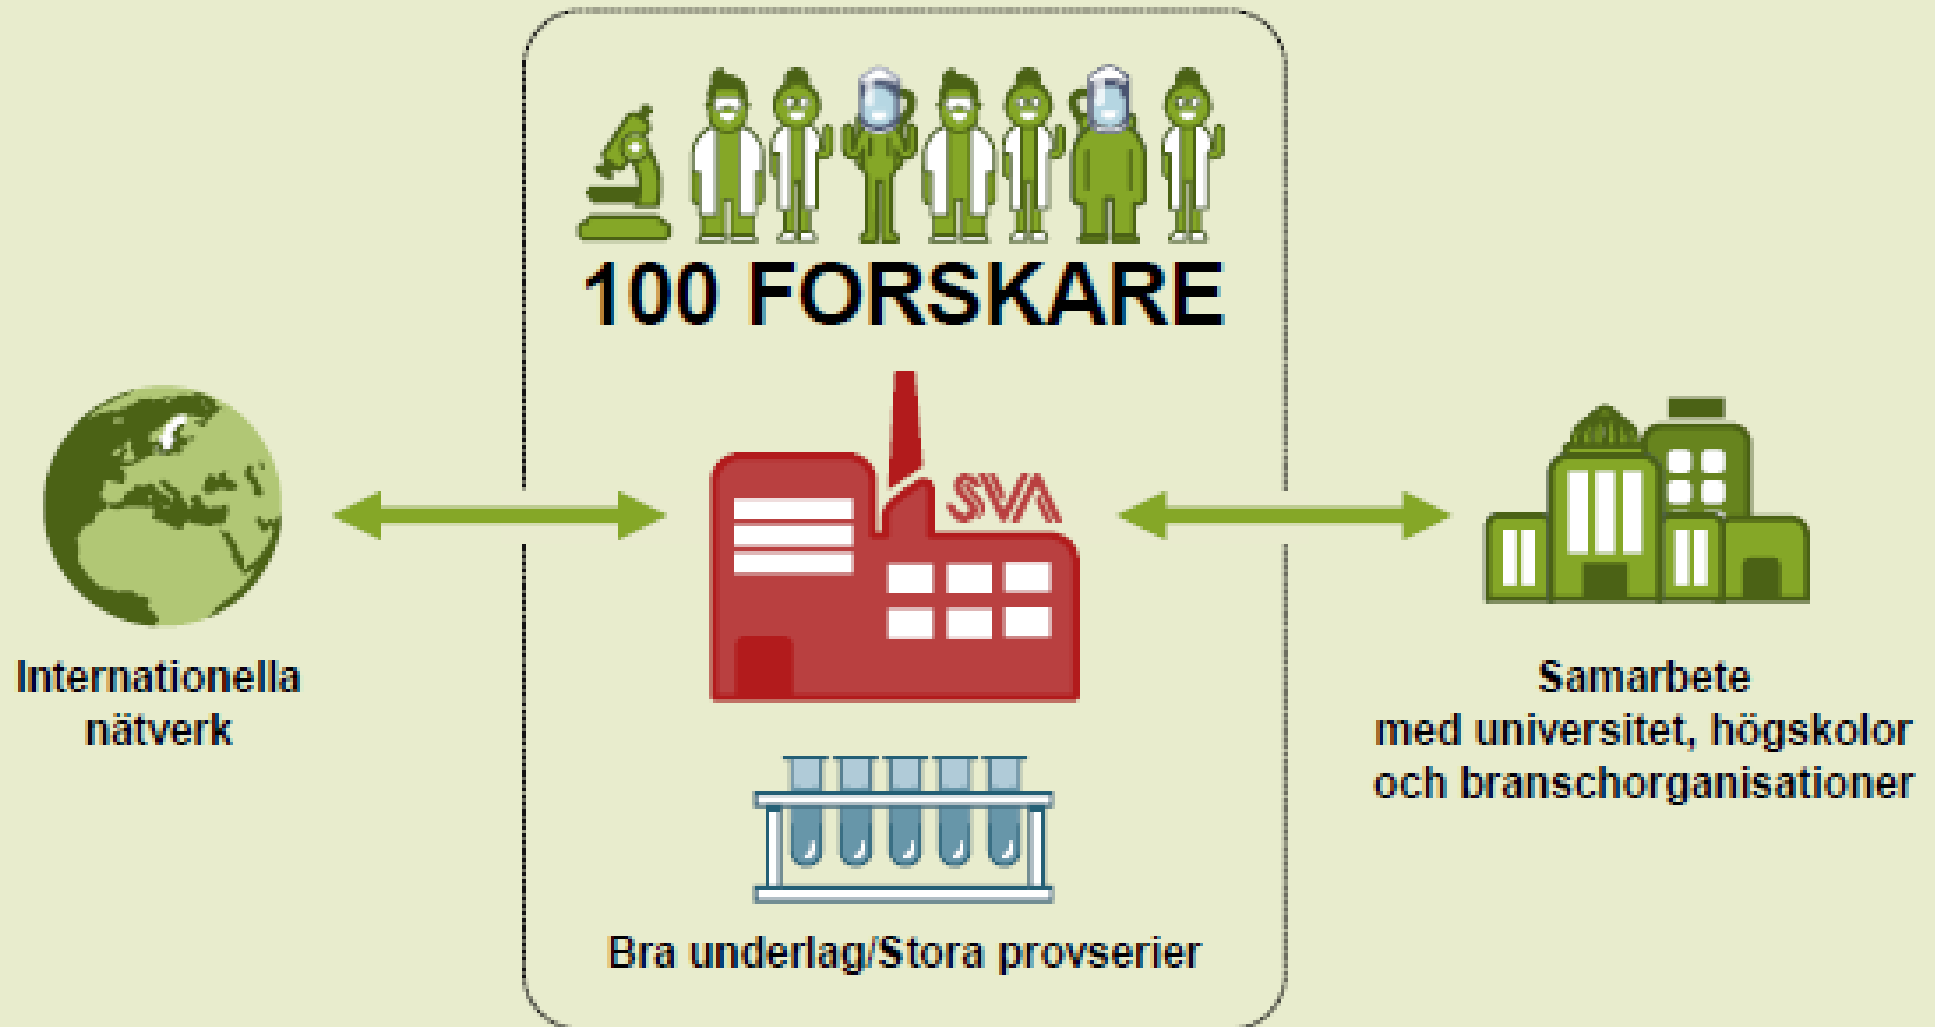 100 FORSKARE
SVA
Internationella
nätverk
Samarbete
med universitet, högskolor
och branschorganisationer
Bra underlag/Stora provserier